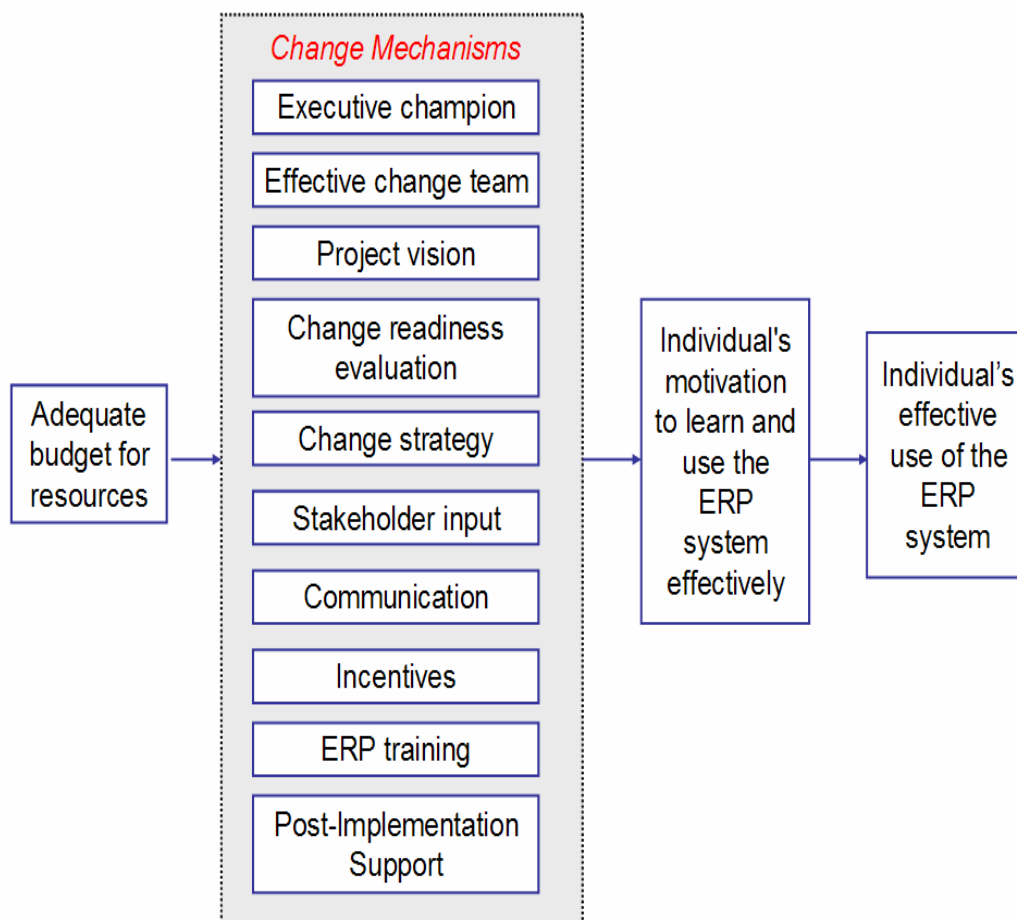 Change Mechanisms
Executive champion
Effective change team
Project vision
Change readiness
evaluation
Change strategy
Stakeholder input
Communication
Incentives
ERP training
Post-Implementation
Support
Adequate
budget for
resources
Individual's
motivation
to learn and
use the
ERP
system
effectively
Individual’s
effective
use of the
ERP
system